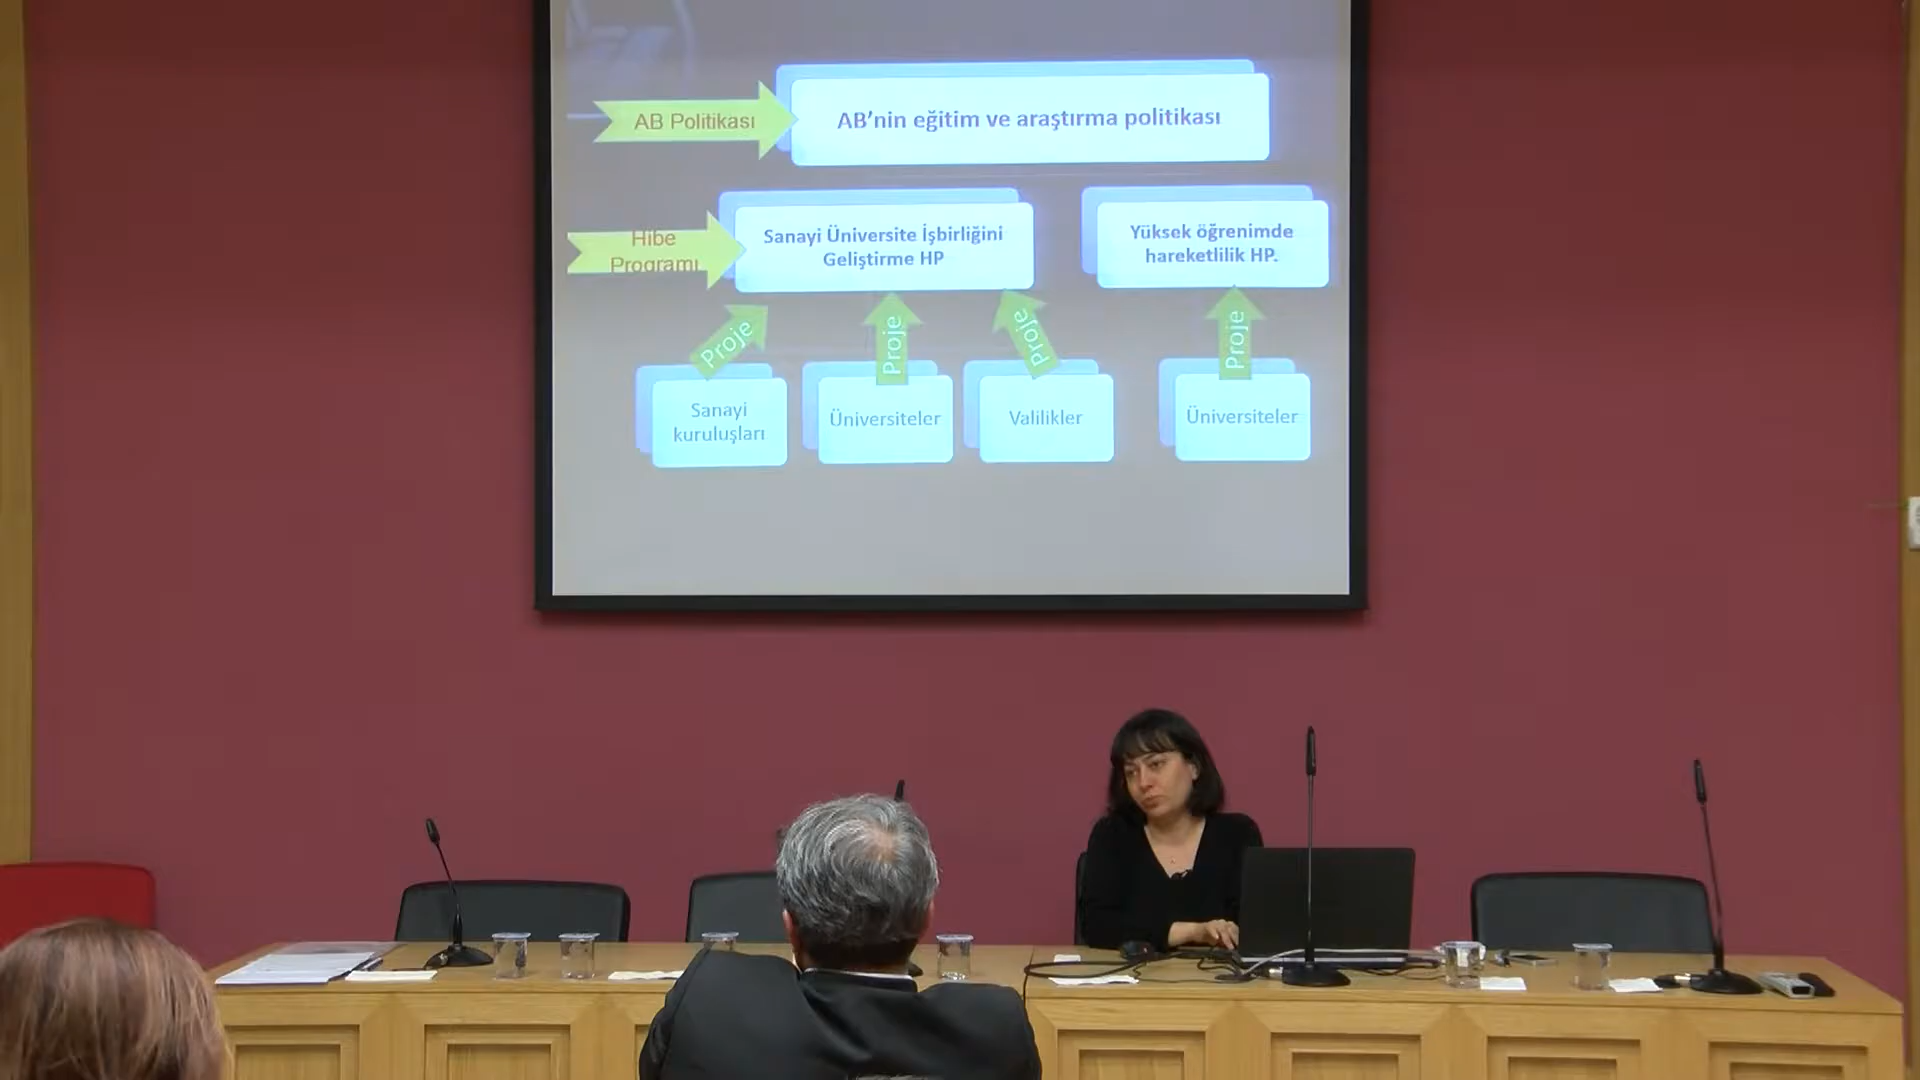 AB Politikası
AB'nin eğitim ve araştırma politikası
Hibe
Programı
Sanayi Üniversite İşbirliğini
Geliştirme HP
Yüksek öğrenimde
hareketlilik HP.
Proje
Proje
Proje
Proje
Sanayi
kuruluşları
Üniversiteler
Valilikler
Üniversiteler